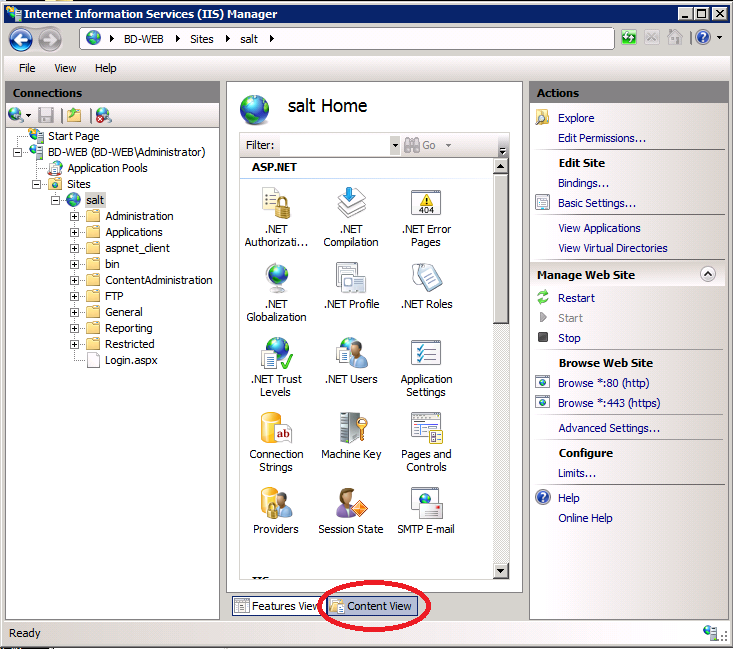 Internet Information Services (IIS) Manager
BD-WEB Sites salt
File View Help
Connections
Start Page
BD-WEB (BD-WEB\Administrator)
Application Pools
Sites
salt
Administration
Applications
aspnet_client
bin
ContentAdministration
FTP
General
Reporting
Restricted
Login.aspx
salt Home
Filter: Go
ASP.NET
.NET
Authorizati...
.NET
Compilation
404
.NET Error
Pages
.NET
Globalization
.NET Profile
.NET Roles
.NET Trust
Levels
.NET Users
Application
Settings
ab
Connection
Strings
Machine Key
Pages and
Controls
Providers
Session State
SMTP E-mail
Features View
Content View
Actions
Explore
Edit Permissions...
Edit Site
Bindings...
Basic Settings...
View Applications
View Virtual Directories
Manage Web Site
Restart
Start
Stop
Browse Web Site
Browse *:80 (http)
Browse *:443 (https)
Advanced Settings...
Configure
Limits...
Help
Online Help
Ready